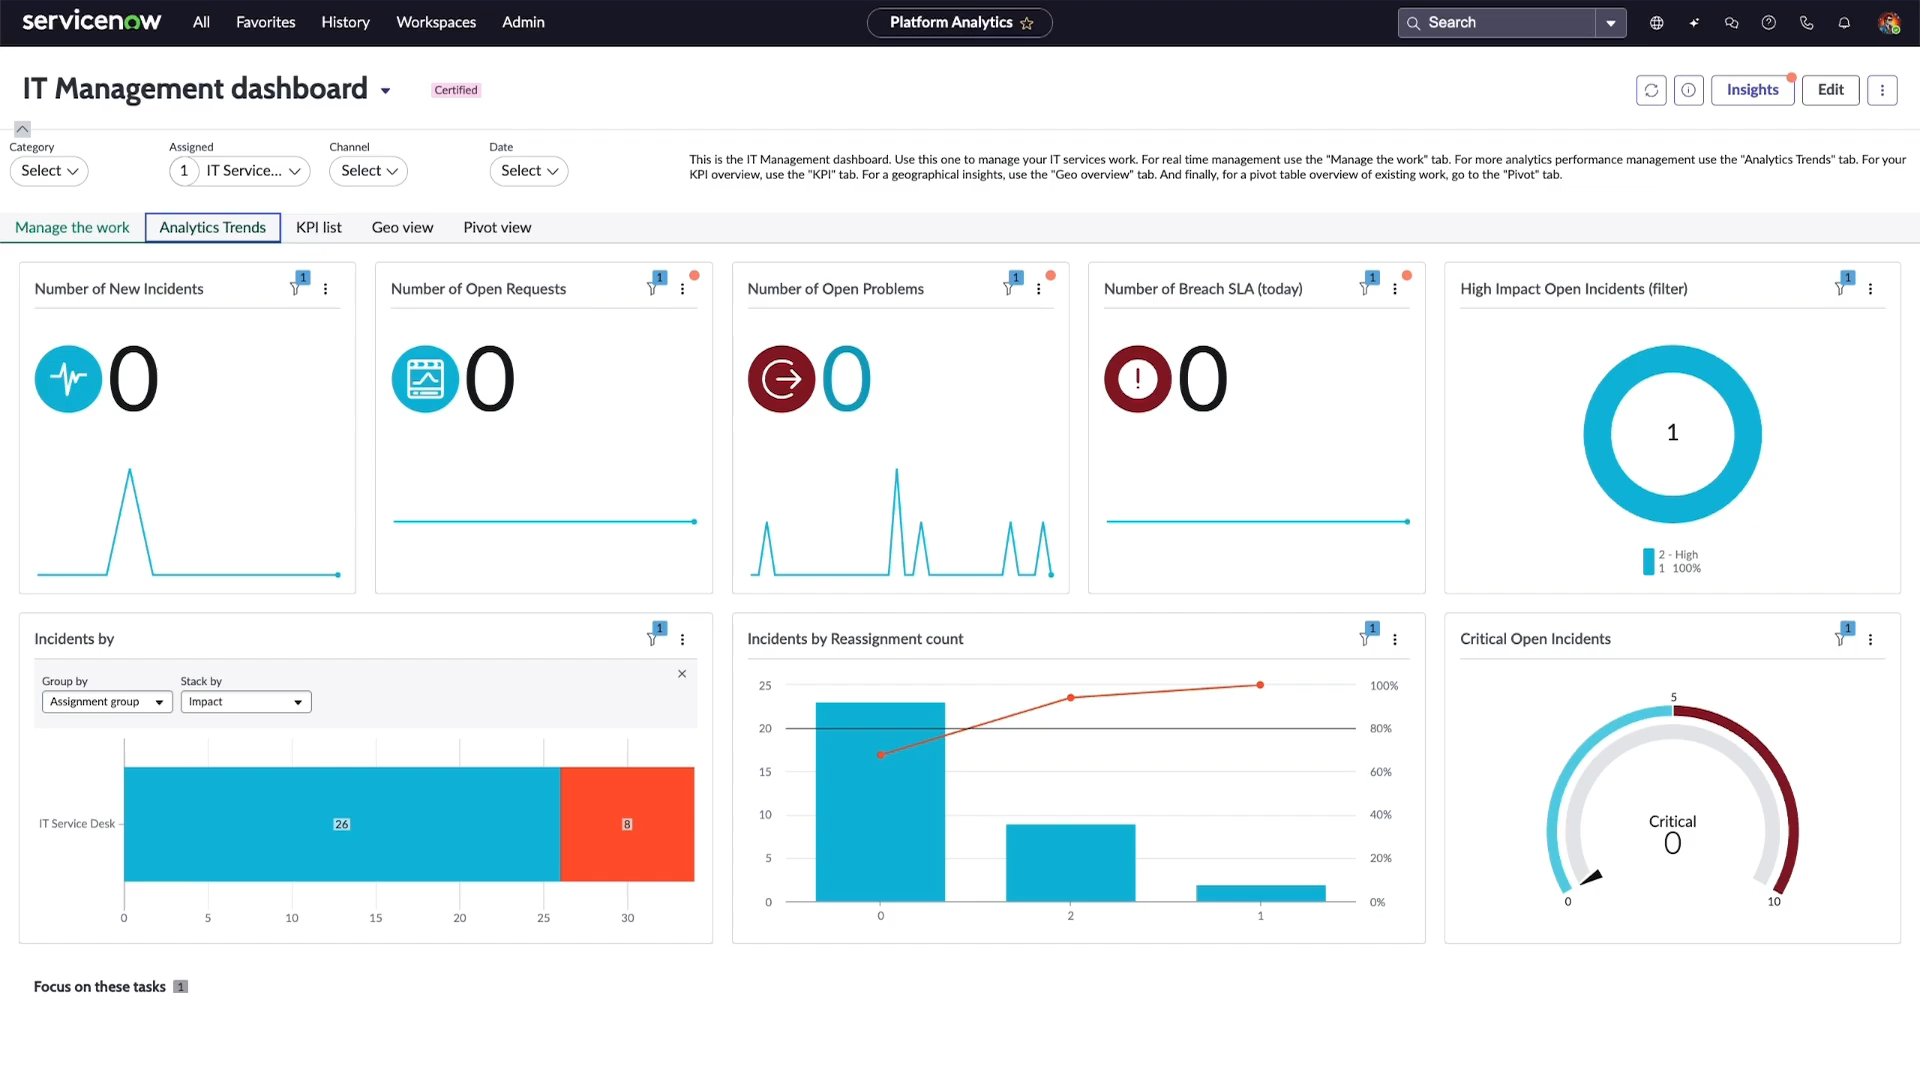 servicenow All Favorites History Workspaces Admin Platform Analytics Search
IT Management dashboard Certified Insights Edit
Category Assigned Channel Date
Select 1 IT Service... Select Select
This is the IT Management dashboard. Use this one to manage your IT services work. For real time management use the "Manage the work" tab. For more analytics performance management use the "Analytics Trends" tab. For your
KPI overview, use the "KPI" tab. For a geographical insights, use the "Geo overview" tab. And finally, for a pivot table overview of existing work, go to the "Pivot" tab.
Manage the work Analytics Trends KPI list Geo view Pivot view
Number of New Incidents 1
0
Number of Open Requests 1
0
Number of Open Problems 1
0
Number of Breach SLA (today) 1
0
High Impact Open Incidents (filter) 1
1
2 - High
1 100%
Incidents by 1
Group by Stack by
Assignment group Impact
IT Service Desk 26 8
0 5 10 15 20 25 30
Incidents by Reassignment count 1
25 100%
20 80%
15 60%
10 40%
5 20%
0 0%
0 2 1
Critical Open Incidents 1
5
Critical
0
0 10
Focus on these tasks 1